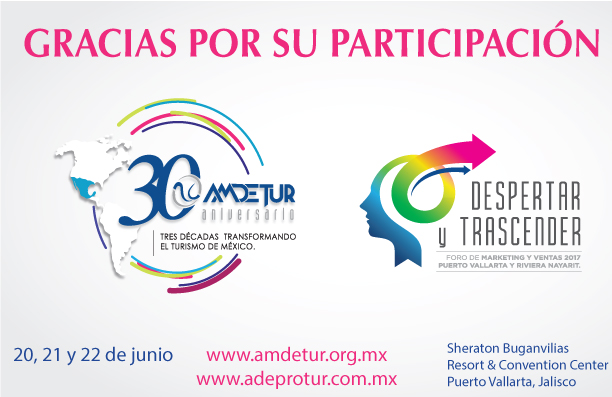 GRACIAS POR SU PARTICIPACIÓN
30 AMDETUR
aniversario
TRES DÉCADAS TRANSFORMANDO
EL TURISMO DE MÉXICO.
DESPERTAR
y TRASCENDER
FORO DE MARKETING Y VENTAS 2017
PUERTO VALLARTA Y RIVIERA NAYARIT.
20, 21 y 22 de junio
www.amdetur.org.mx
www.adeprotur.com.mx
Sheraton Buganvilias
Resort & Convention Center
Puerto Vallarta, Jalisco